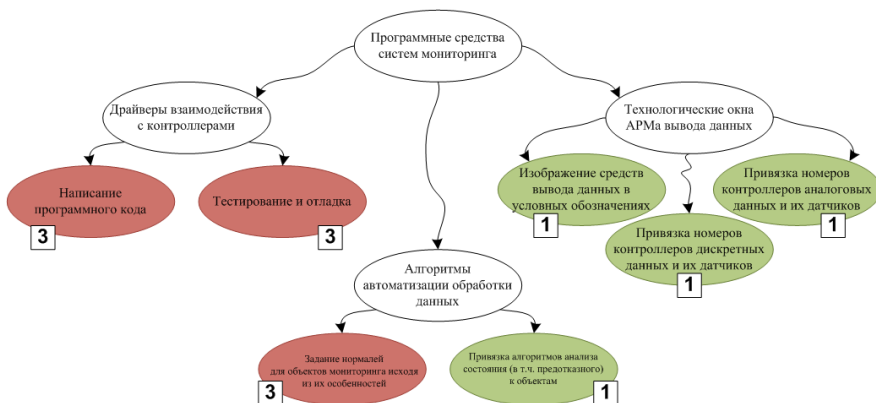 Программные средства
систем мониторинга
Драйверы взаимодействия
с контроллерами
Технологические окна
АРМа вывода данных
Написание
программного кода
3
Тестирование и отладка
3
Изображение средств
вывода данных в
условных обозначениях
1
Привязка номеров
контроллеров дискретных
данных и их датчиков
1
Привязка номеров
контроллеров аналоговых
данных и их датчиков
1
Алгоритмы
автоматизации обработки
данных
Задание нормалей
для объектов мониторинга исходя
из их особенностей
3
Привязка алгоритмов анализа
состояния (в т.ч. предотказного)
к объектам
1